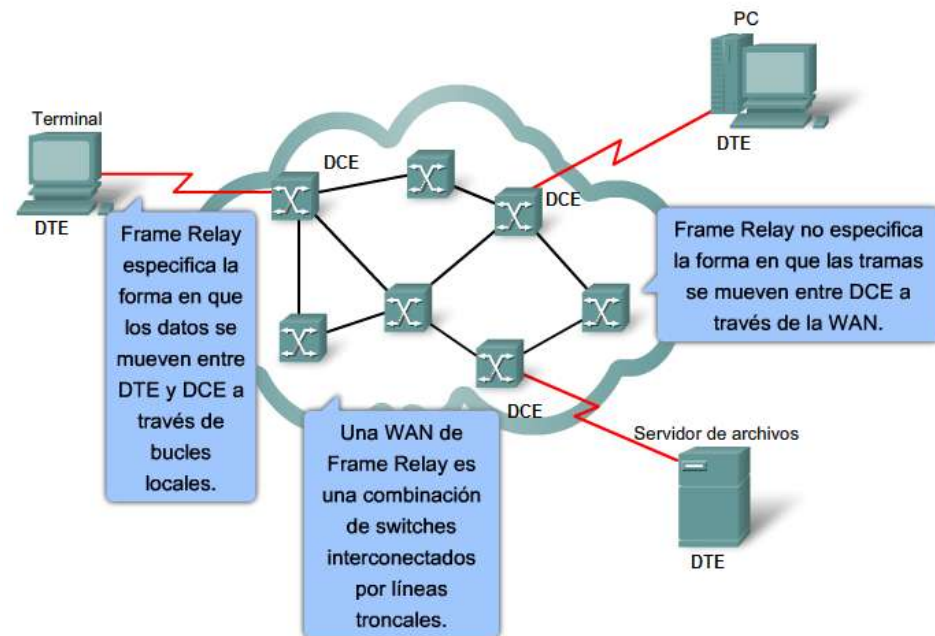 PC
Terminal
DCE
DTE
DCE
DTE
Frame Relay
especifica la
forma en que
los datos se
mueven entre
DTE y DCE a
través de
bucles
locales.
Frame Relay no especifica
la forma en que las tramas
se mueven entre DCE a
través de la WAN.
DCE
Una WAN de
Frame Relay es
una combinación
de switches
interconectados
por líneas
troncales.
Servidor de archivos
DTE